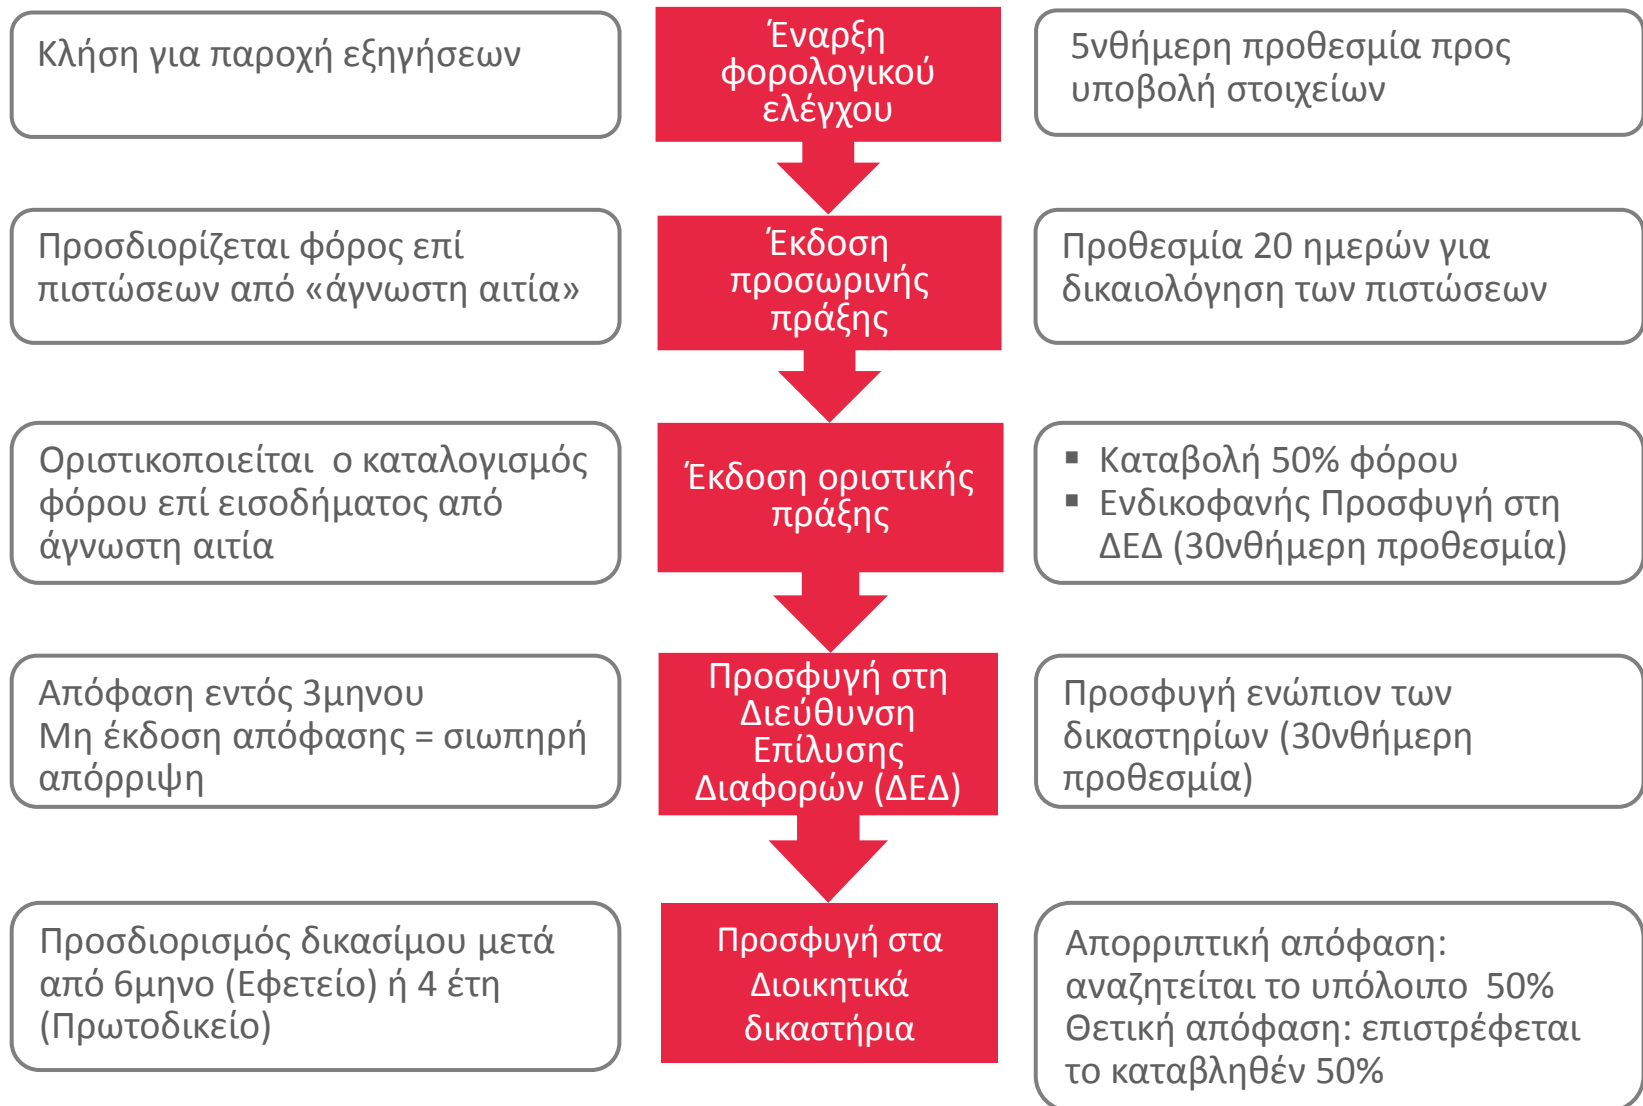 Κλήση για παροχή εξηγήσεων
Έναρξη
φορολογικού
ελέγχου
5νθήμερη προθεσμία προς
υποβολή στοιχείων
Προσδιορίζεται φόρος επί
πιστώσεων από «άγνωστη αιτία»
Έκδοση
προσωρινής
πράξης
Προθεσμία 20 ημερών για
δικαιολόγηση των πιστώσεων
Οριστικοποιείται ο καταλογισμός
φόρου επί εισοδήματος από
άγνωστη αιτία
Έκδοση οριστικής
πράξης
▪ Καταβολή 50% φόρου
▪ Ενδικοφανής Προσφυγή στη
ΔΕΔ (30νθήμερη προθεσμία)
Απόφαση εντός 3μηνου
Μη έκδοση απόφασης = σιωπηρή
απόρριψη
Προσφυγή στη
Διεύθυνση
Επίλυσης
Διαφορών (ΔΕΔ)
Προσφυγή ενώπιον των
δικαστηρίων (30νθήμερη
προθεσμία)
Προσδιορισμός δικασίμου μετά
από 6μηνο (Εφετείο) ή 4 έτη
(Πρωτοδικείο)
Προσφυγή στα
Διοικητικά
δικαστήρια
Απορριπτική απόφαση:
αναζητείται το υπόλοιπο 50%
Θετική απόφαση: επιστρέφεται
το καταβληθέν 50%